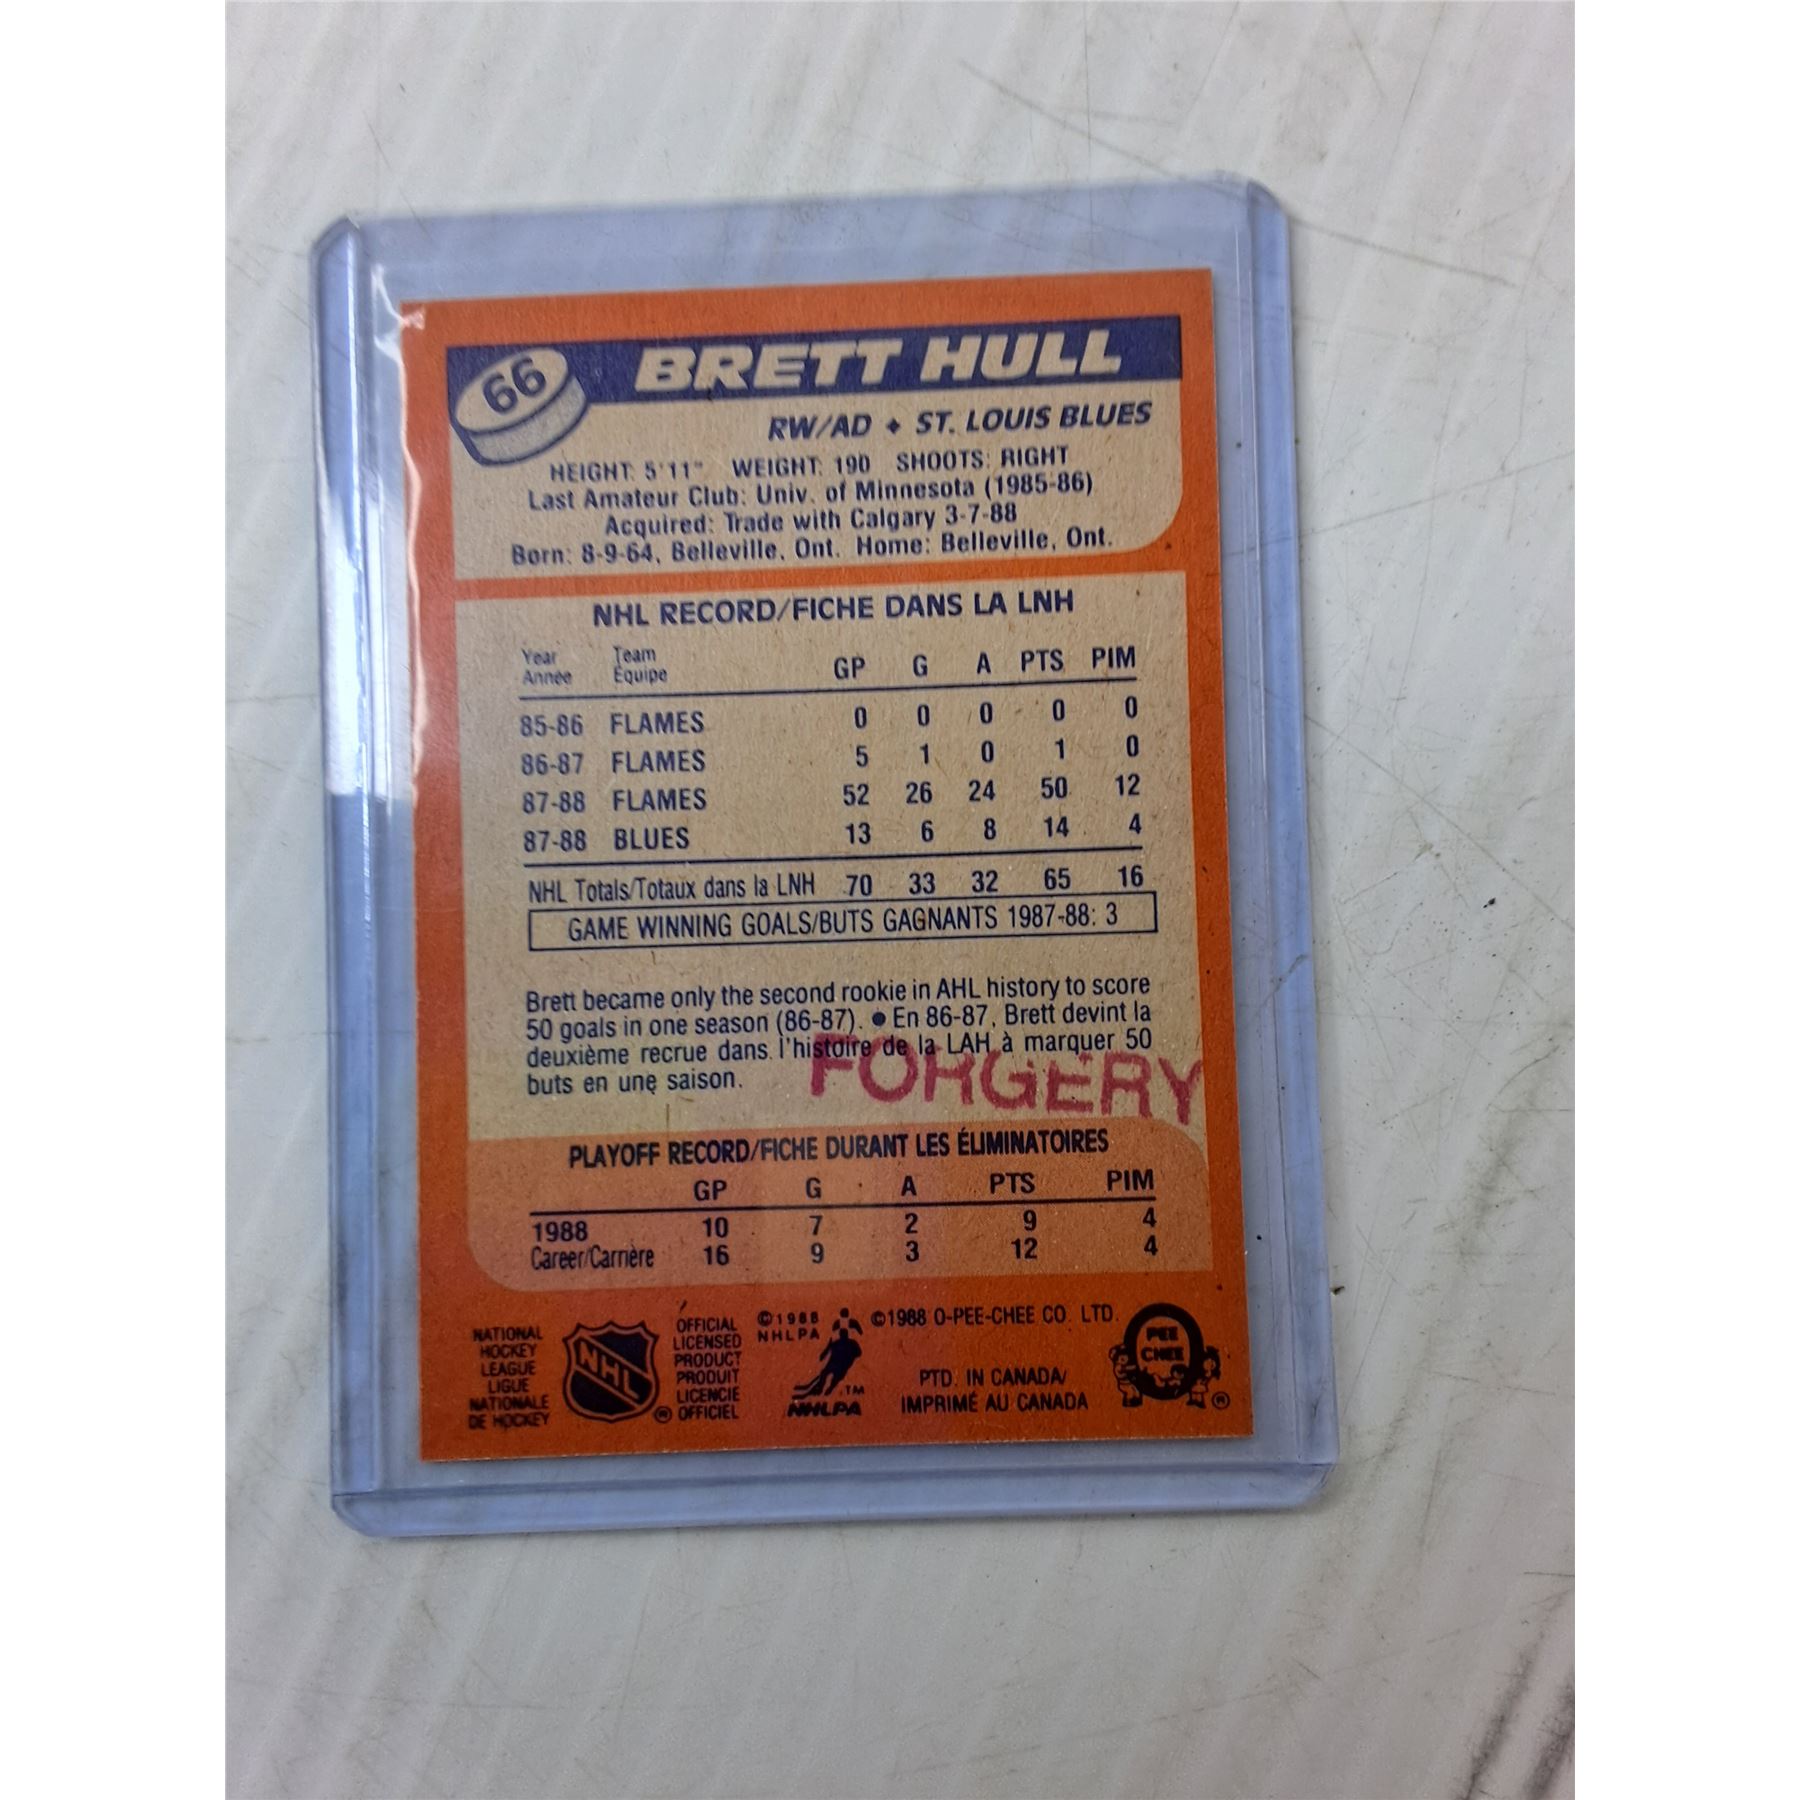 66
BRETT HULL
RW/AD ♦ ST. LOUIS BLUES
HEIGHT: 5'11" WEIGHT: 190 SHOOTS: RIGHT
Last Amateur Club: Univ. of Minnesota (1985-86)
Acquired: Trade with Calgary 3-7-88
Born: 8-9-64, Belleville, Ont. Home: Belleville, Ont.
NHL RECORD/FICHE DANS LA LNH
Year Team GP G A PTS PIM
Année Équipe
85-86 FLAMES 0 0 0 0 0
86-87 FLAMES 5 1 0 1 0
87-88 FLAMES 52 26 24 50 12
87-88 BLUES 13 6 8 14 4
NHL Totals/Totaux dans la LNH 70 33 32 65 16
GAME WINNING GOALS/BUTS GAGNANTS 1987-88: 3
Brett became only the second rookie in AHL history to score
50 goals in one season (86-87). ● En 86-87, Brett devint la
deuxième recrue dans l'histoire de la LAH à marquer 50
buts en une saison.
FORGERY
PLAYOFF RECORD/FICHE DURANT LES ÉLIMINATOIRES
GP G A PTS PIM
1988 10 7 2 9 4
Career/Carrière 16 9 3 12 4
NATIONAL
HOCKEY
LEAGUE
LIGUE
NATIONALE
DE HOCKEY
NHL
®
OFFICIAL
LICENSED
PRODUCT
PRODUIT
LICENCIE
OFFICIEL
©1988
NHLPA
TM
NHLPA
©1988 O-PEE-CHEE CO. LTD.
PTD. IN CANADA/
IMPRIMÉ AU CANADA
PEE
CHEE
®